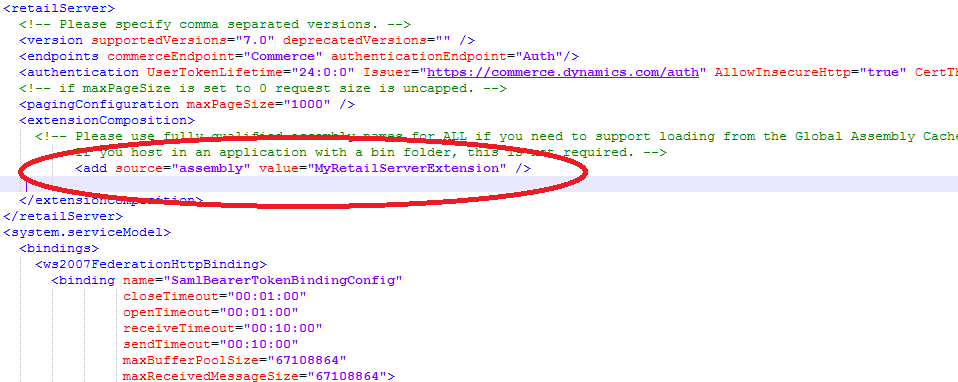 <retailServer>
<!-- Please specify comma separated versions. -->
<version supportedVersions="7.0" deprecatedVersions="" />
<endpoints commerceEndpoint="Commerce" authenticationEndpoint="Auth"/>
<authentication UserTokenLifetime="24:0:0" Issuer="https://commerce.dynamics.com/auth" AllowInsecureHttp="true" CertTh
<!-- if maxPageSize is set to 0 request size is uncapped. -->
<pagingConfiguration maxPageSize="1000" />
<extensionComposition>
<!-- Please use fully qualified assembly names for ALL if you need to support loading from the Global Assembly Cache
If you host in an application with a bin folder, this is not required. -->
<add source="assembly" value="MyRetailServerExtension" />
</extensionComposition>
</retailServer>
<system.serviceModel>
<bindings>
<ws2007FederationHttpBinding>
<binding name="SamlBearerTokenBindingConfig"
closeTimeout="00:01:00"
openTimeout="00:01:00"
receiveTimeout="00:10:00"
sendTimeout="00:10:00"
maxBufferPoolSize="67108864"
maxReceivedMessageSize="67108864">